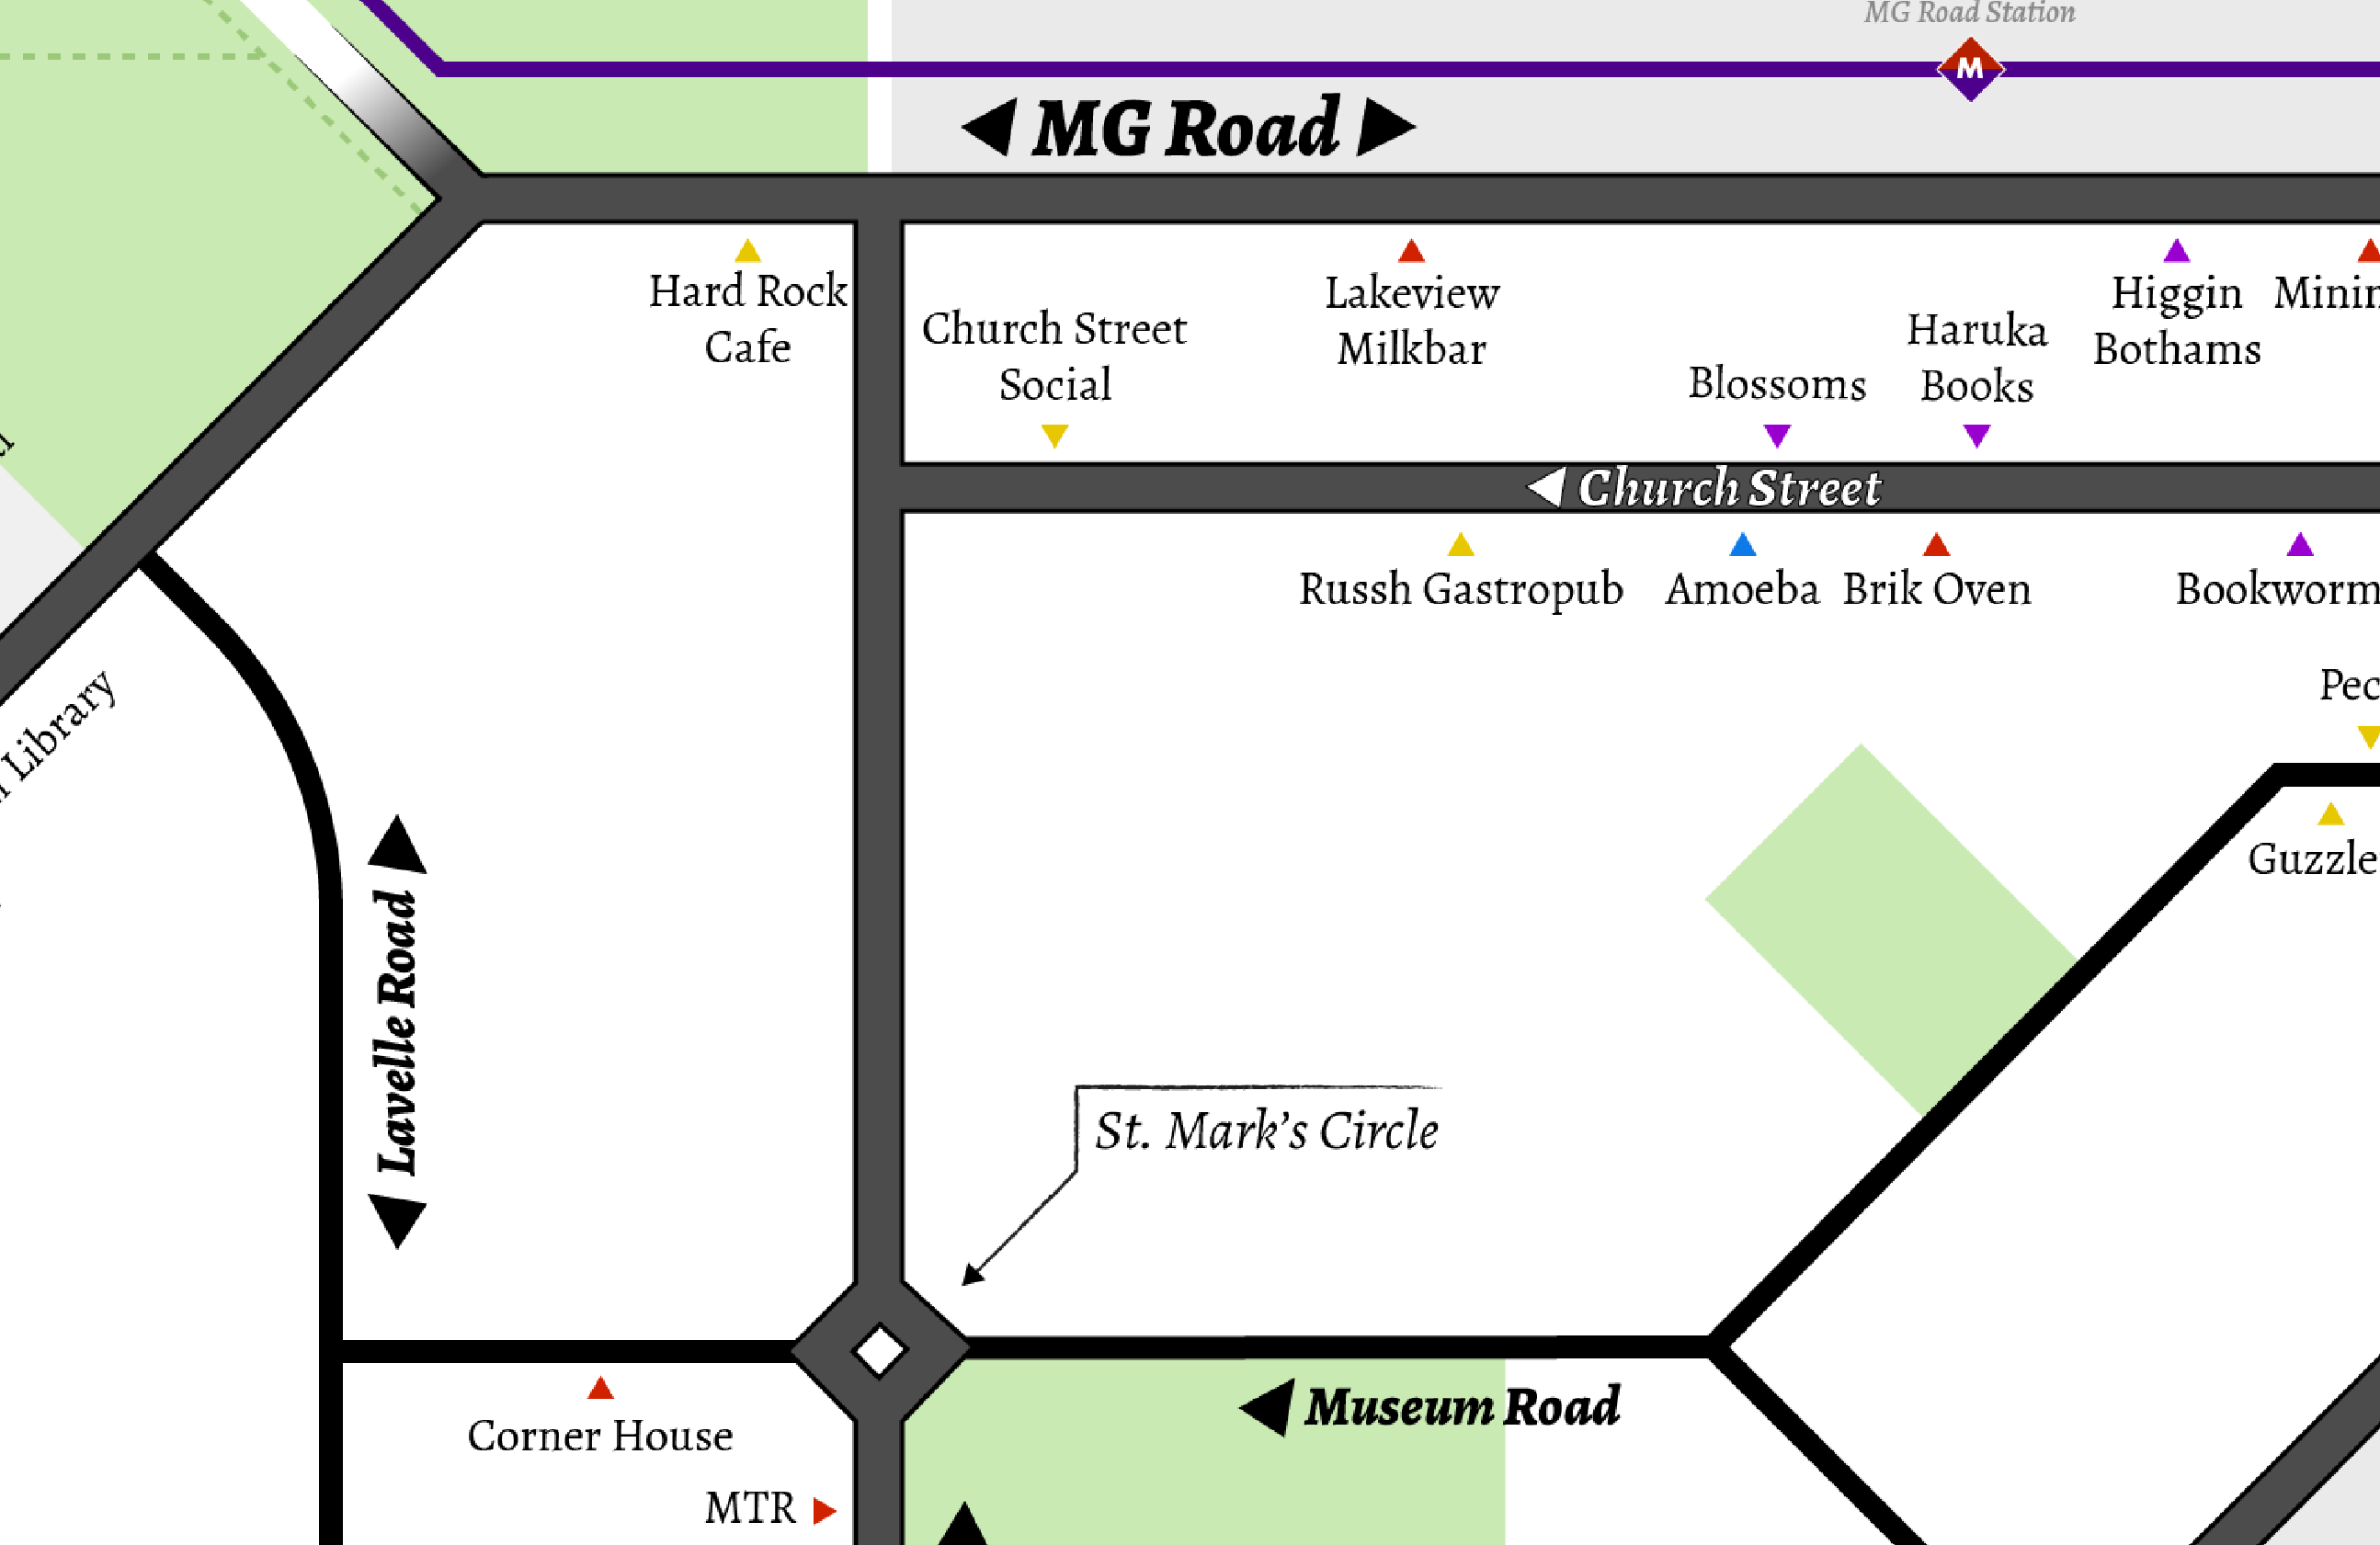 MG Road Station
M
MG Road
Hard Rock
Cafe
Church Street
Social
Lakeview
Milkbar
Blossoms
Haruka
Books
Higgin
Bothams
Church Street
Russh Gastropub
Amoeba
Brik Oven
Bookworm
Library
Guzzle
Lavelle Road
St. Mark's Circle
Museum Road
Corner House
MTR